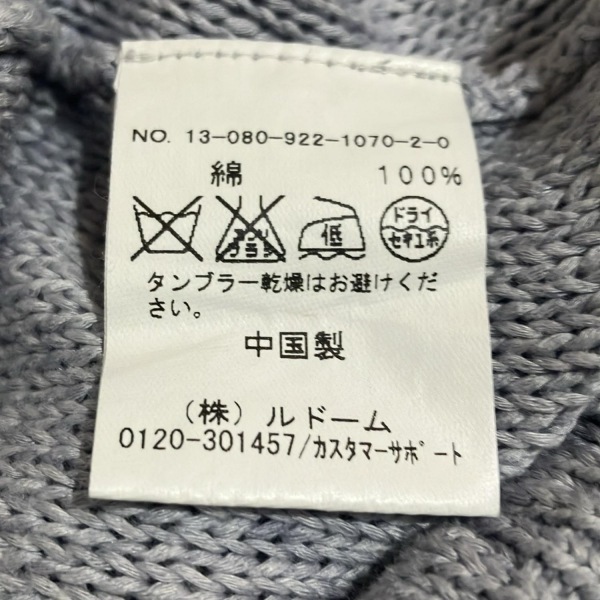 NO. 13-080-922-1070-2-0
綿 100%
エンソ サラシ 低 ドライ セキユ系
タンブラー乾燥はお避けくだ
さい。
中国製
(株) ルドーム
0120-301457/カスタマーサポート